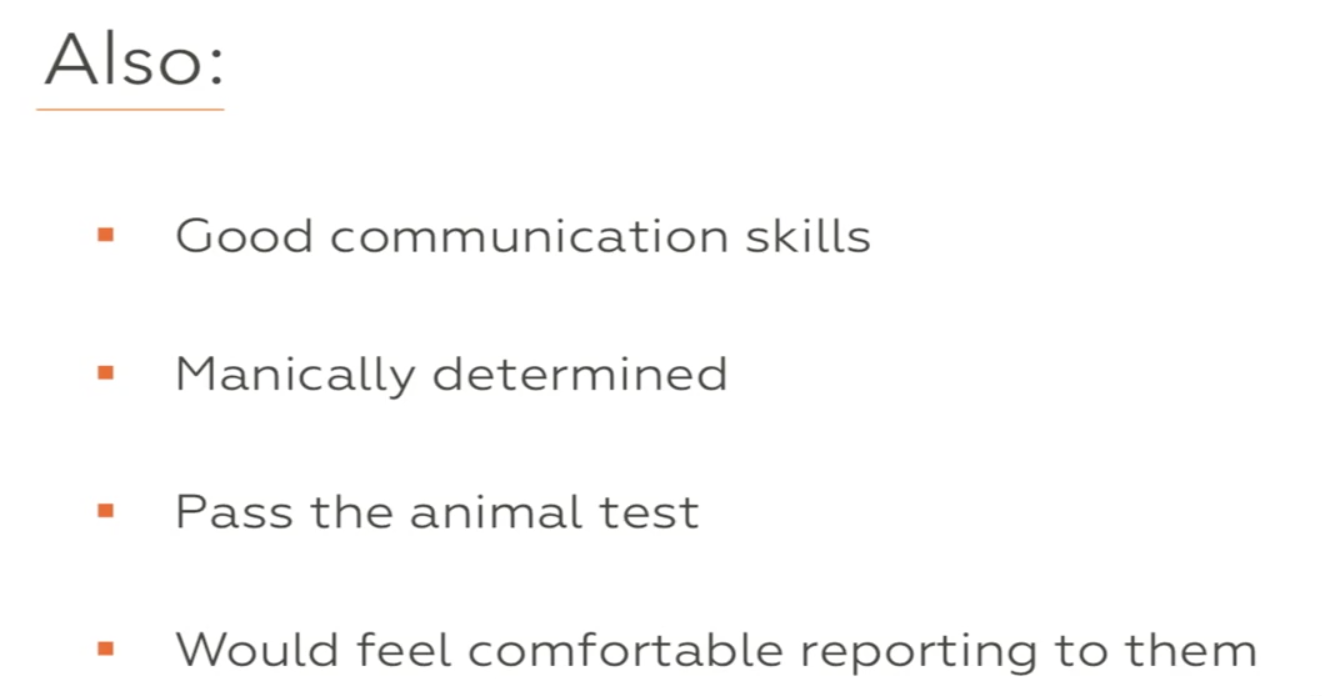 Also:
Good communication skills
Manically determined
Pass the animal test
Would feel comfortable reporting to them